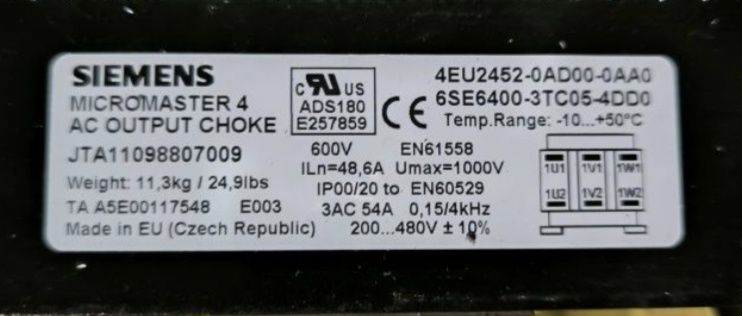 SIEMENS
MICROMASTER 4
AC OUTPUT CHOKE
JTA11098807009
Weight: 11,3kg / 24,9lbs
TA A5E00117548 E003
Made in EU (Czech Republic)
C RU US
ADS180
E257859
CE
600V EN61558
ILn=48,6A Umax=1000V
IP00/20 to EN60529
3AC 54A 0,15/4kHz
200...480V ± 10%
4EU2452-0AD00-0AA0
6SE6400-3TC05-4DD0
Temp.Range: -10...+50°C
1U1 1V1 1W1
1U2 1V2 1W2